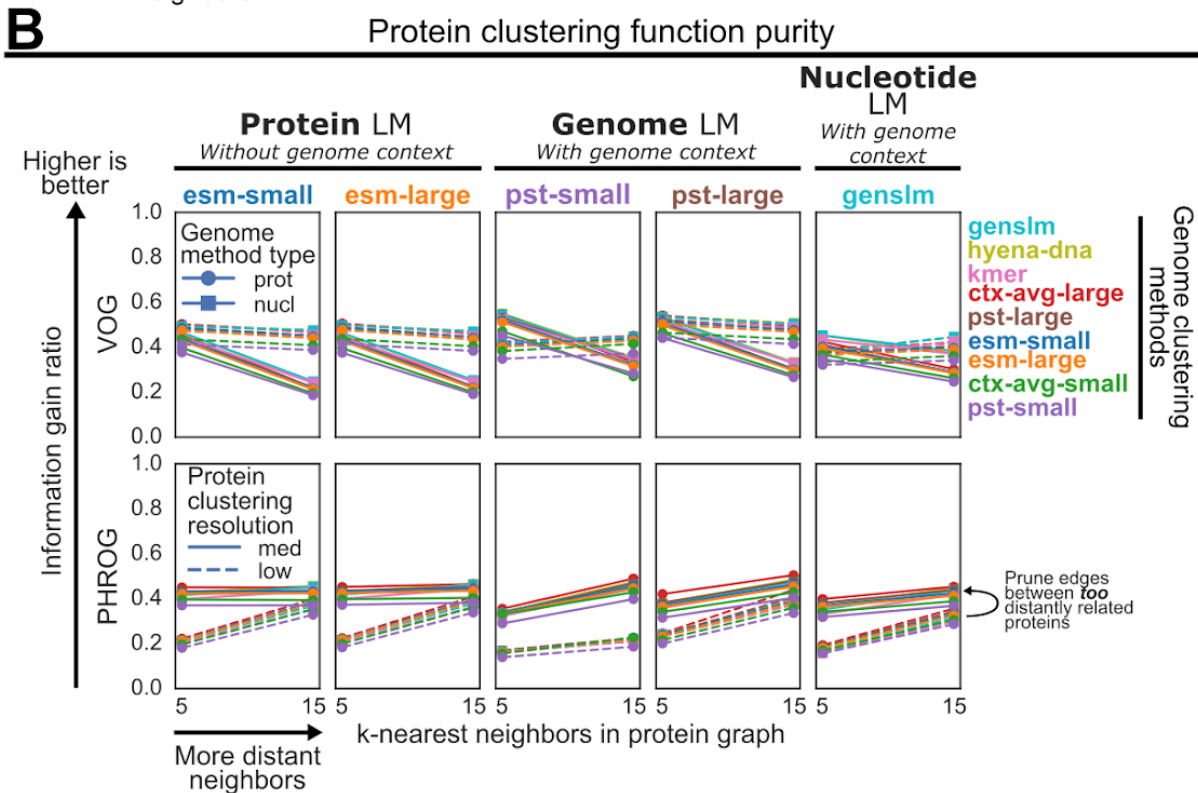 B
Protein clustering function purity
Protein LM
Without genome context
Genome LM
With genome context
Nucleotide
LM
With genome
context
Higher is
better
esm-small
esm-large
pst-small
pst-large
genslm
Information gain ratio
VOG
1.0
0.8
0.6
0.4
0.2
0.0
Genome
method type
prot
nucl
genslm
hyena-dna
kmer
ctx-avg-large
pst-large
esm-small
esm-large
ctx-avg-small
pst-small
Genome clustering
methods
PHROG
1.0
0.8
0.6
0.4
0.2
0.0
Protein
clustering
resolution
med
low
Prune edges
between too
distantly related
proteins
5 15 5 15 5 15 5 15 5 15
k-nearest neighbors in protein graph
More distant
neighbors